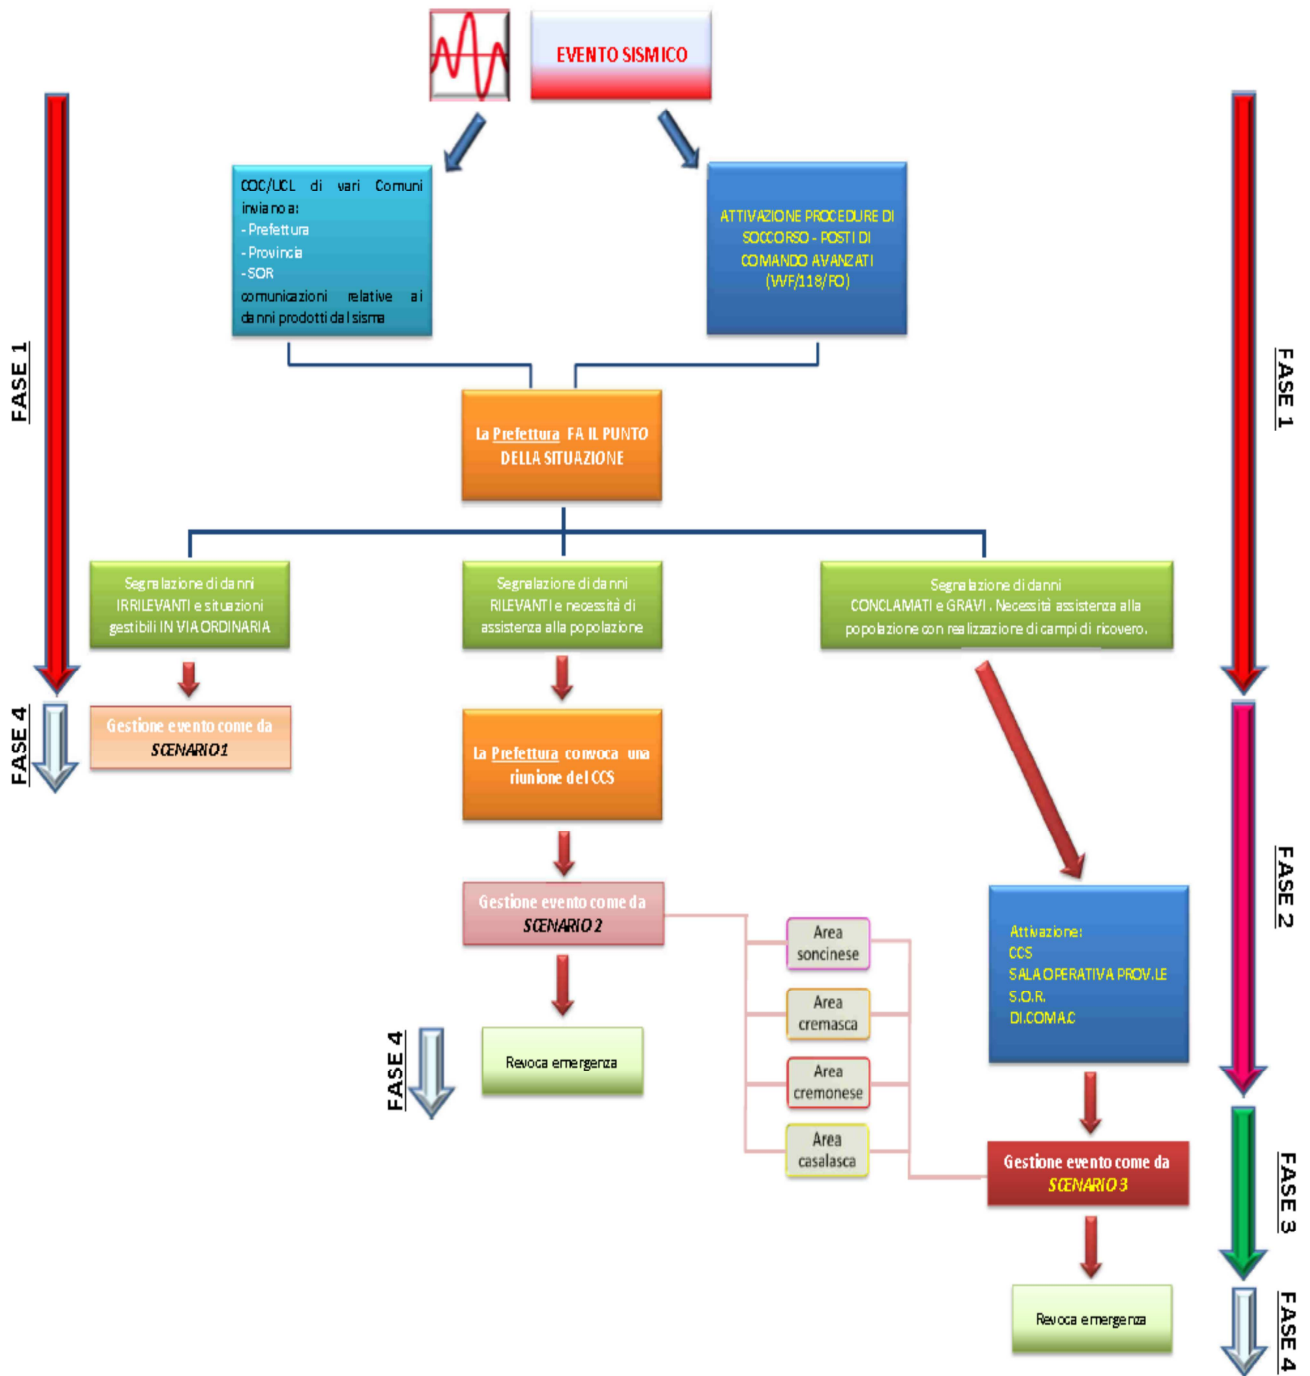 EVENTO SISMICO
COC/UCL di vari Comuni
inviano a:
- Prefettura
- Provincia
- SOR
comunicazioni relative ai
danni prodotti dal sisma
ATTIVAZIONE PROCEDURE DI
SOCCORSO - POSTI DI
COMANDO AVANZATI
(VVF/118/FO)
FASE 1
FASE 1
La Prefettura FA IL PUNTO
DELLA SITUAZIONE
Segnalazione di danni
IRRILEVANTI e situazioni
gestibili IN VIA ORDINARIA
Segnalazione di danni
RILEVANTI e necessità di
assistenza alla popolazione
Segnalazione di danni
CONCLAMATI e GRAVI . Necessità assistenza alla
popolazione con realizzazione di campi di ricovero.
FASE 4
Gestione evento come da
SCENARIO 1
La Prefettura convoca una
riunione del CCS
FASE 2
Gestione evento come da
SCENARIO 2
Area
soncinese
Area
cremasca
Area
cremonese
Area
casalasca
Attivazione:
CCS
SALA OPERATIVA PROV.LE
S.O.R.
DI.COMA.C
FASE 4
Revoca emergenza
Gestione evento come da
SCENARIO 3
FASE 3
Revoca emergenza
FASE 4